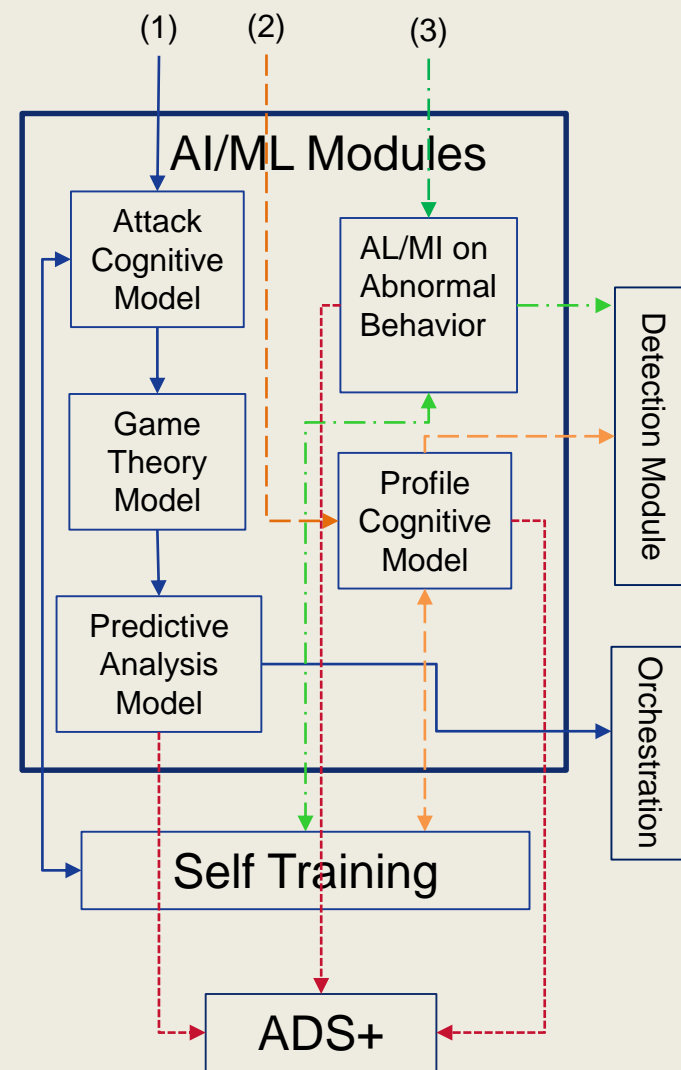 (1)
(2)
(3)
AI/ML Modules
Attack
Cognitive
Model
AL/MI on
Abnormal
Behavior
Game
Theory
Model
Profile
Cognitive
Model
Predictive
Analysis
Model
Detection Module
Orchestration
Self Training
ADS+